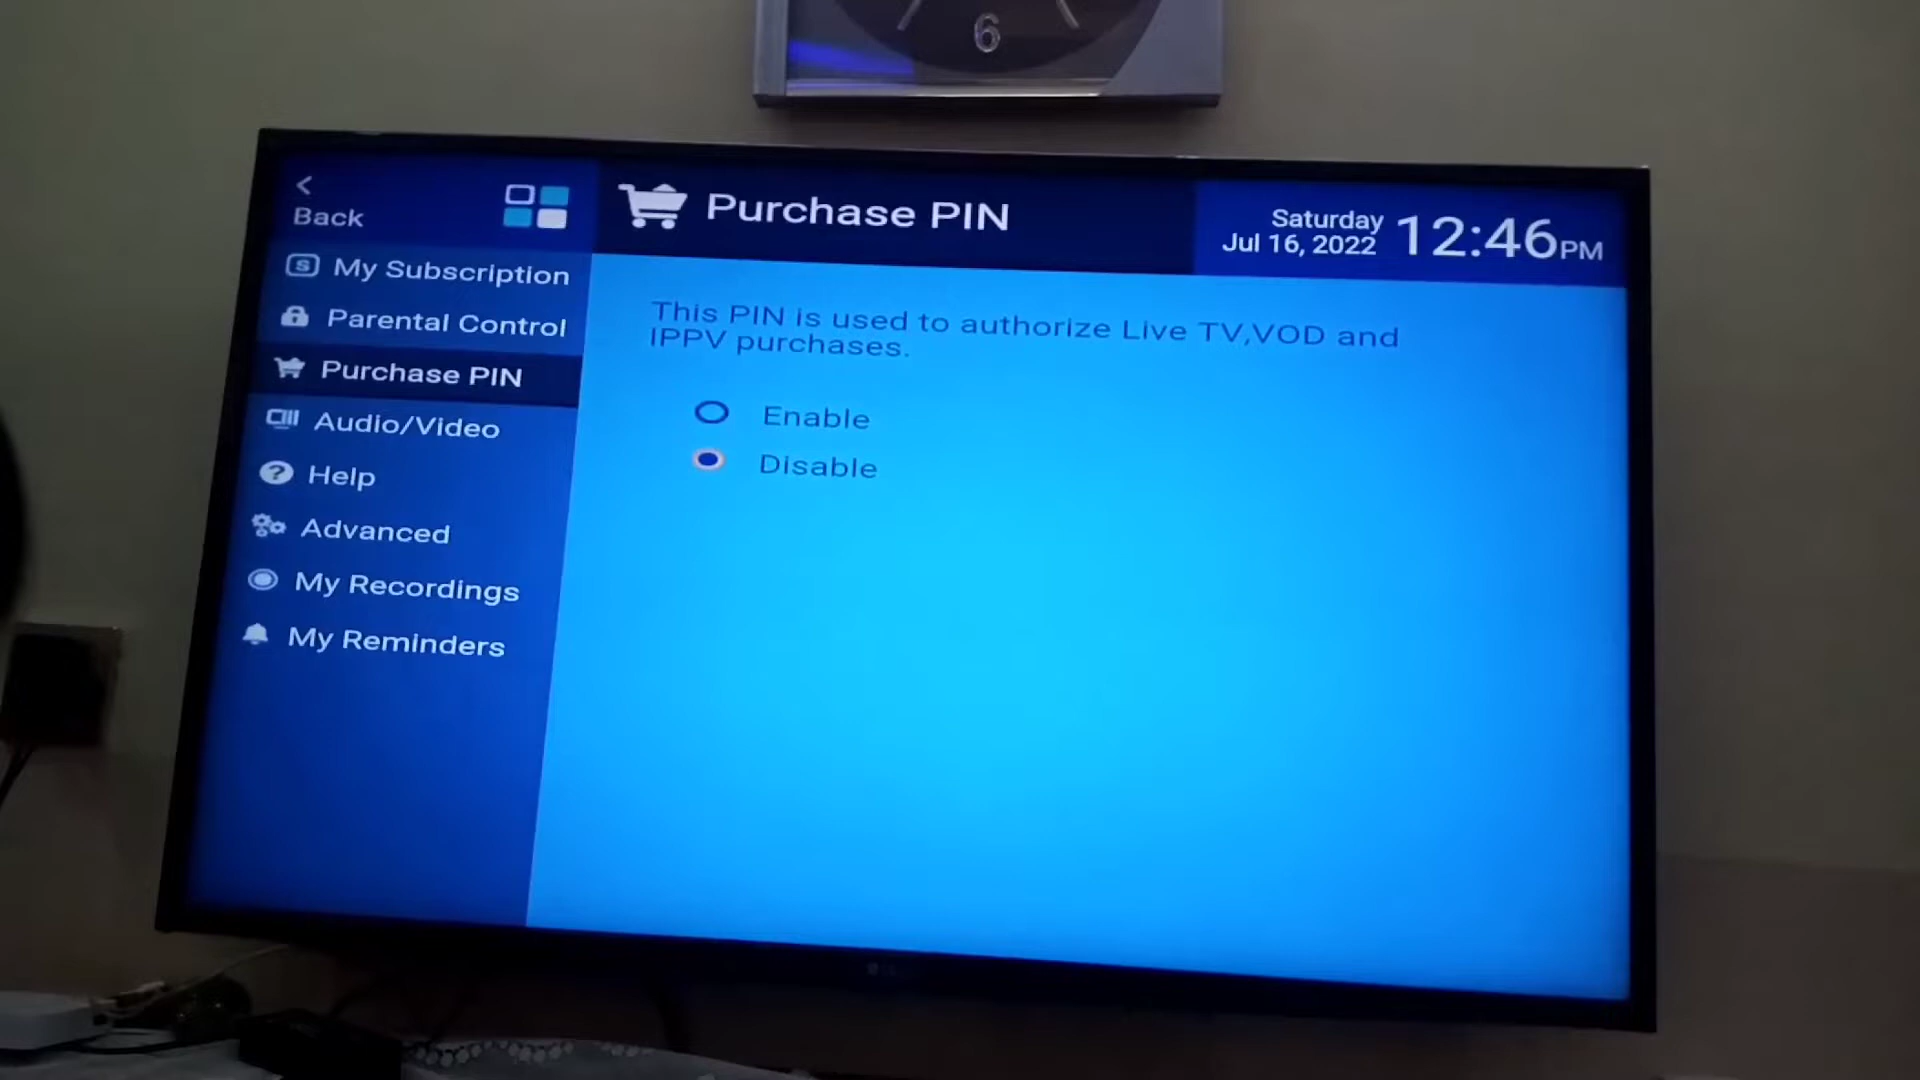 6
Back
Purchase PIN
Saturday
Jul 16, 2022
12:46PM
My Subscription
Parental Control
Purchase PIN
Audio/Video
Help
Advanced
My Recordings
My Reminders
This PIN is used to authorize Live TV,VOD and
IPPV purchases.
Enable
Disable